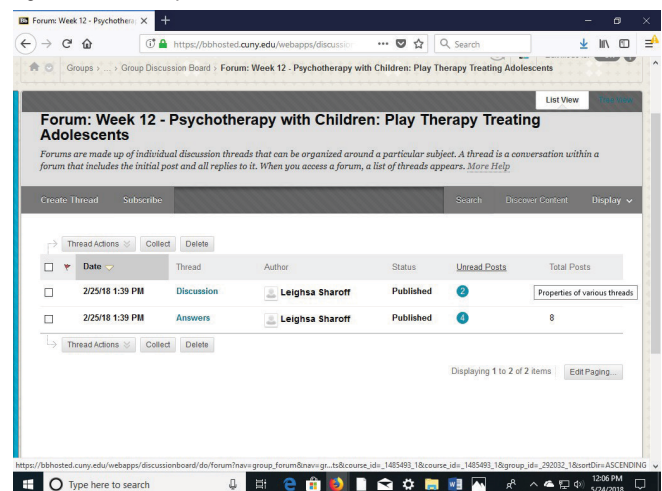 Forum: Week 12 - Psychothera
https://bbhosted.cuny.edu/webapps/discussion
Search
Groups > ... > Group Discussion Board > Forum: Week 12 - Psychotherapy with Children: Play Therapy Treating Adolescents
List View
Forum: Week 12 - Psychotherapy with Children: Play Therapy Treating
Adolescents
Forums are made up of individual discussion threads that can be organized around a particular subject. A thread is a conversation within a
forum that includes the initial post and all replies to it. When you access a forum, a list of threads appears. More Help
Create Thread Subscribe Search Discover Content Display
Thread Actions Collect Delete
Date Thread Author Status Unread Posts Total Posts
2/25/18 1:39 PM Discussion Leighsa Sharoff Published 2 Properties of various threads
2/25/18 1:39 PM Answers Leighsa Sharoff Published 4 8
Thread Actions Collect Delete
Displaying 1 to 2 of 2 items Edit Paging...
https://bbhosted.cuny.edu/webapps/discussionboard/do/forum?nav=group_forum&nav=gr...ts&course_id=_1485493_1&course_id=_1485493_1&group_id=_292032_1&sortDir=ASCENDING
Type here to search
12:06 PM
5/24/2018